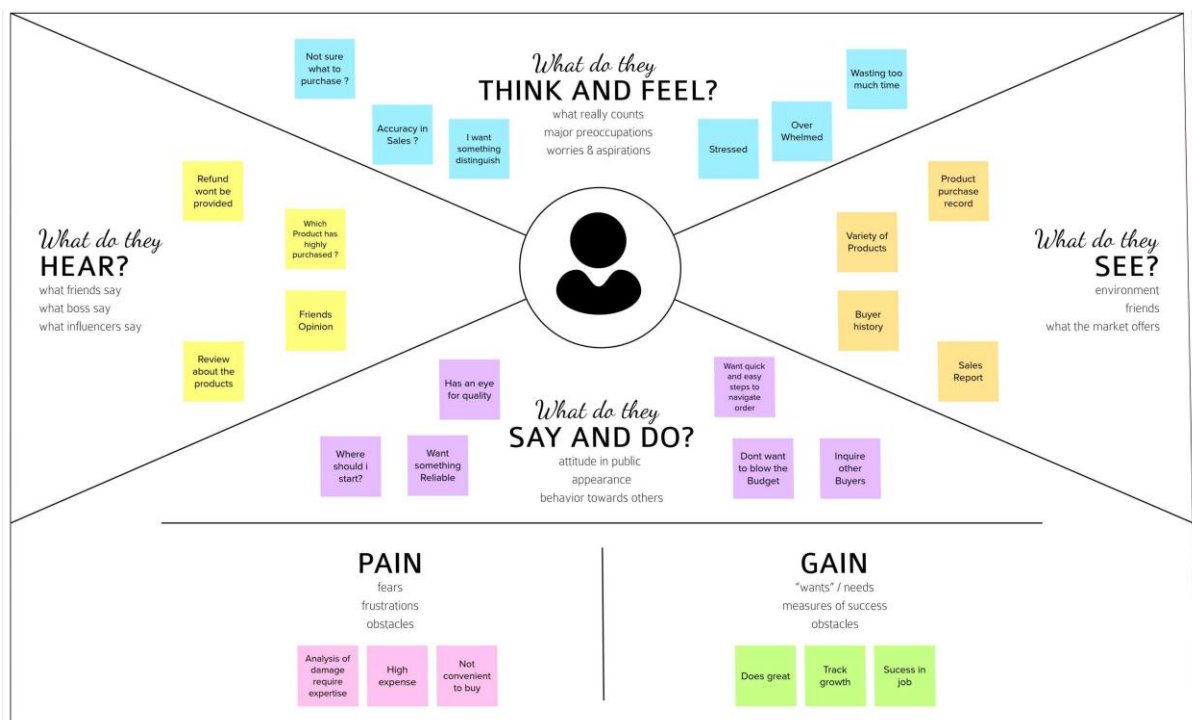 What do they
THINK AND FEEL?
what really counts
major preoccupations
worries & aspirations
Not sure
what to
purchase ?
Accuracy in
Sales ?
I want
something
distinguish
Stressed
Over
Whelmed
Wasting too
much time
What do they
HEAR?
what friends say
what boss say
what influencers say
Refund
wont be
provided
Which
Product has
highly
purchased ?
Friends
Opinion
Review
about the
products
What do they
SEE?
environment
friends
what the market offers
Product
purchase
record
Variety of
Products
Buyer
history
Sales
Report
What do they
SAY AND DO?
attitude in public
appearance
behavior towards others
Has an eye
for quality
Where
should i
start?
Want
something
Reliable
Want quick
and easy
steps to
navigate
order
Dont want
to blow the
Budget
Inquire
other
Buyers
PAIN
fears
frustrations
obstacles
Analysis of
damage
require
expertise
High
expense
Not
convenient
to buy
GAIN
"wants" / needs
measures of success
obstacles
Does great
Track
growth
Sucess in
job